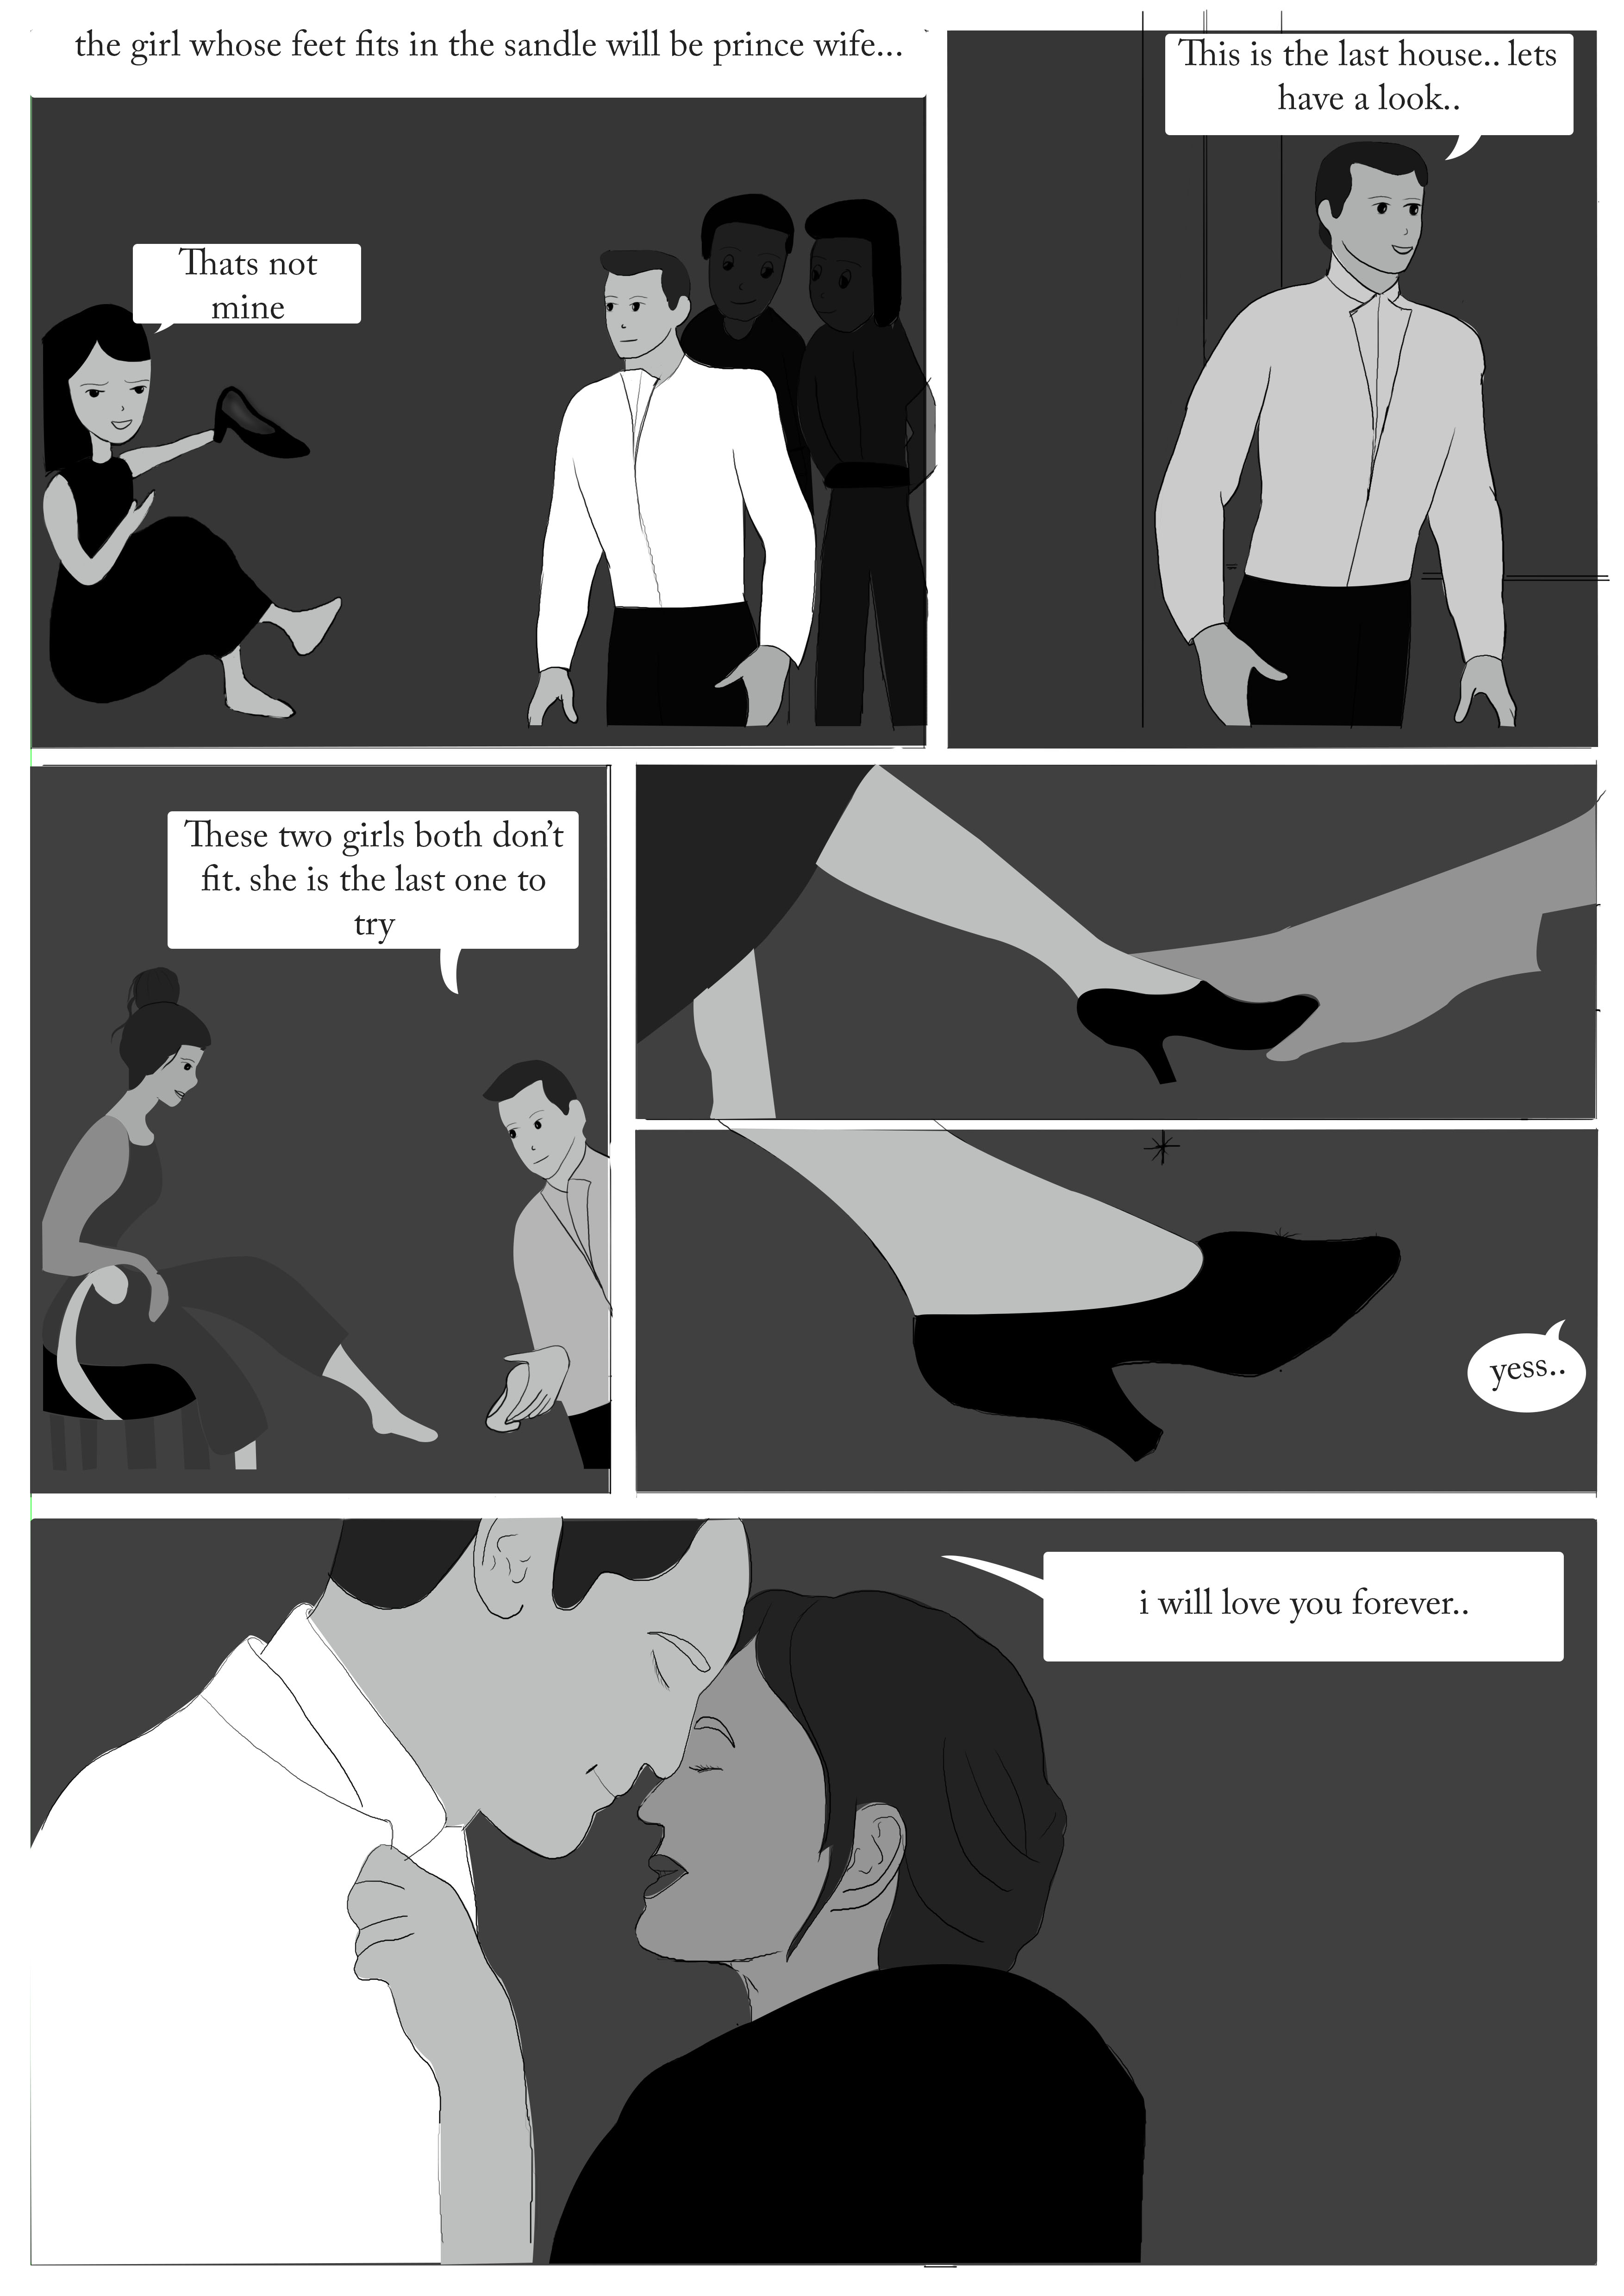 the girl whose feet fits in the sandle will be prince wife...
Thats not
mine
This is the last house.. lets
have a look..
These two girls both don’t
fit. she is the last one to
try
yess..
i will love you forever..